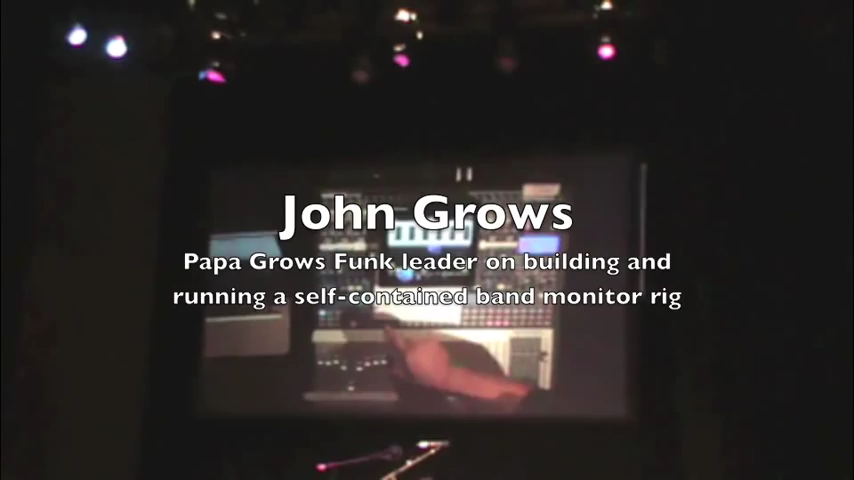 John Grows
Papa Grows Funk leader on building and
running a self-contained band monitor rig